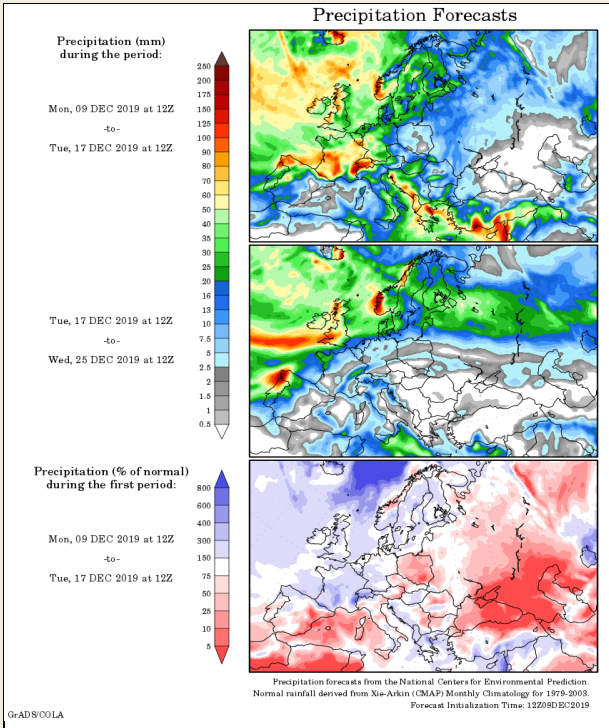 Precipitation Forecasts
Precipitation (mm)
during the period:
Mon, 09 DEC 2019 at 12Z
-to-
Tue, 17 DEC 2019 at 12Z
250
200
175
150
125
100
90
80
70
60
50
40
35
30
25
20
16
13
10
7.5
5
2.5
2
1.5
1
0.5
Tue, 17 DEC 2019 at 12Z
-to-
Wed, 25 DEC 2019 at 12Z
Precipitation (% of normal)
during the first period:
Mon, 09 DEC 2019 at 12Z
-to-
Tue, 17 DEC 2019 at 12Z
800
600
400
300
150
75
50
25
10
5
Precipitation forecasts from the National Centers for Environmental Prediction.
Normal rainfall derived from Xie-Arkin (CMAP) Monthly Climatology for 1979-2003.
Forecast Initialization Time: 12Z09DEC2019
GrADS/COLA